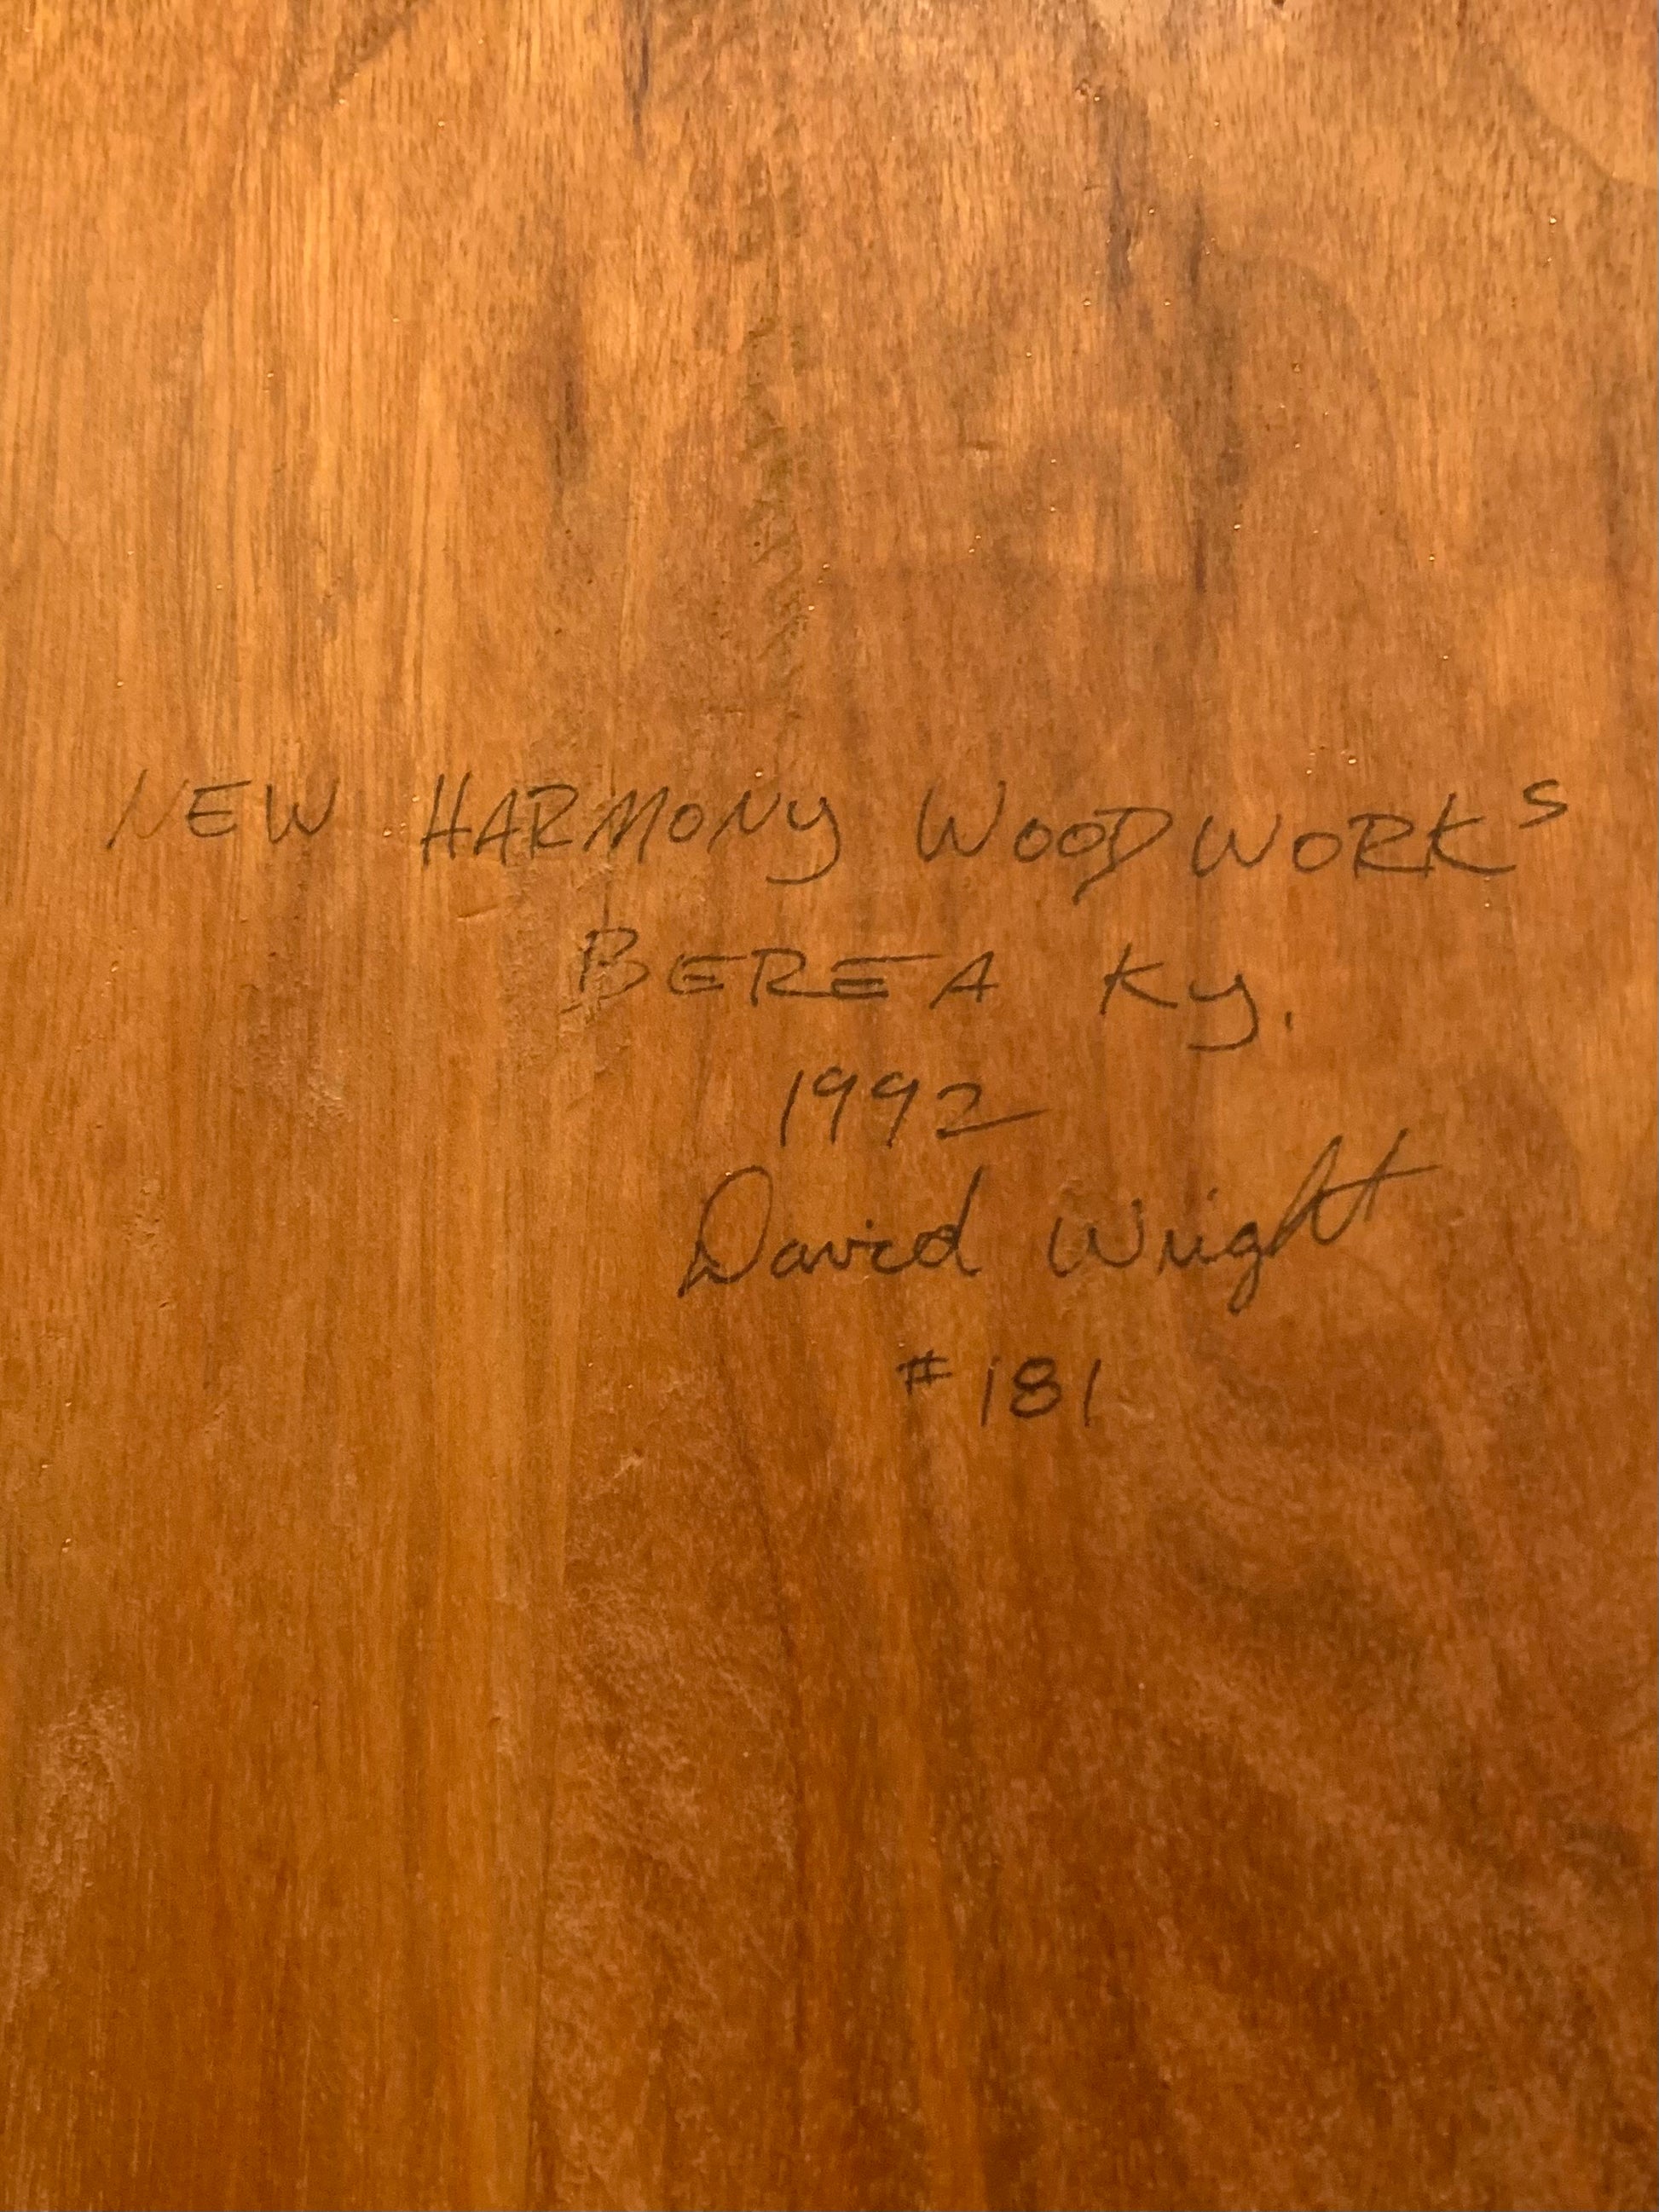 NEW HARMONY WOODWORKS
BEREA Ky.
1992
David Wright
#181